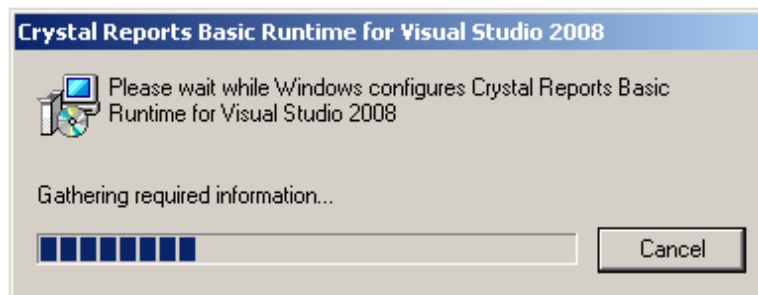 Crystal Reports Basic Runtime for Visual Studio 2008
Please wait while Windows configures Crystal Reports Basic
Runtime for Visual Studio 2008
Gathering required information...
Cancel